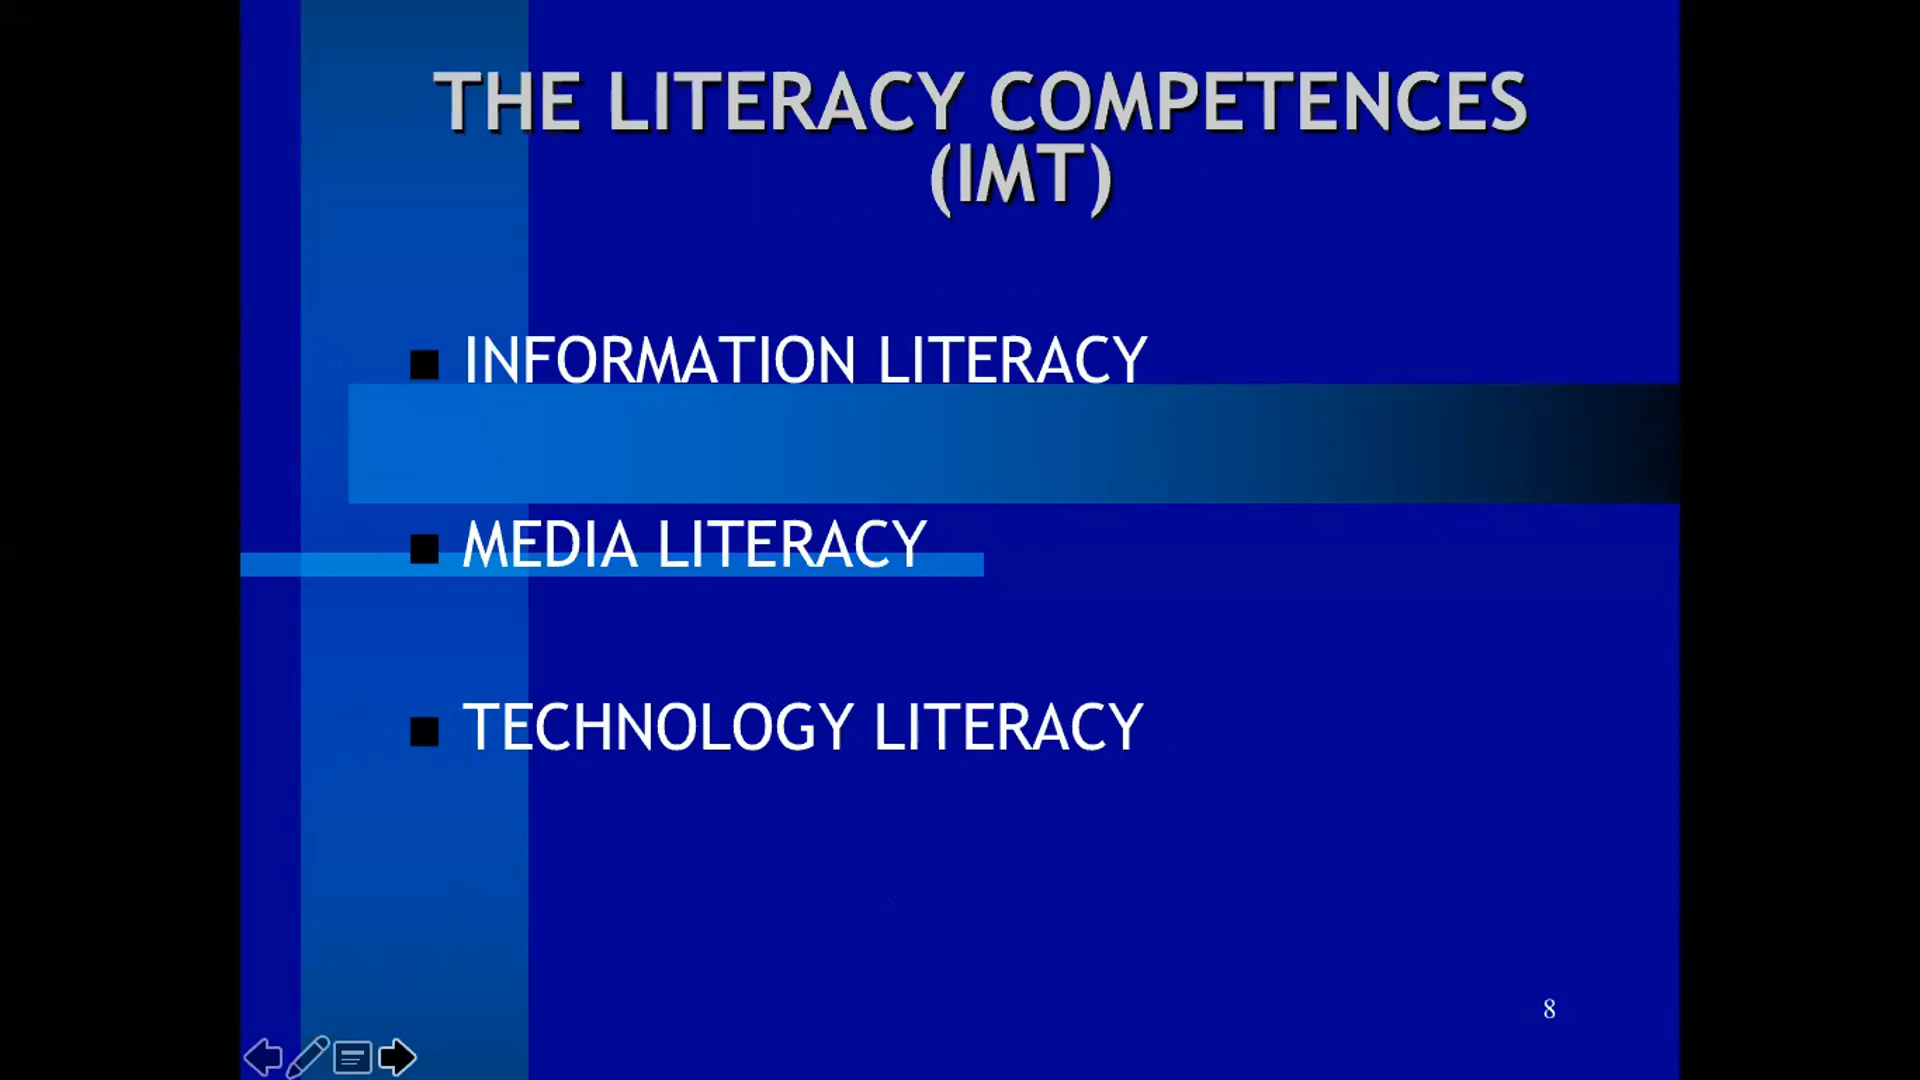 THE LITERACY COMPETENCES
(IMT)
INFORMATION LITERACY
MEDIA LITERACY
TECHNOLOGY LITERACY
8